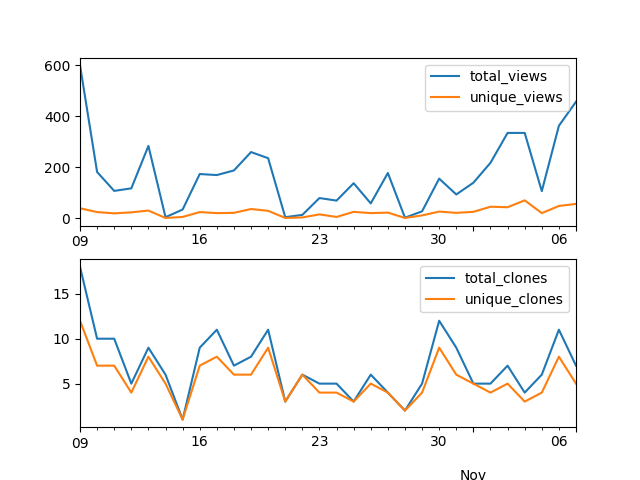 600
400
200
0
total_views
unique_views
09 16 23 30 06
15
10
5
total_clones
unique_clones
09 16 23 30 06
Nov